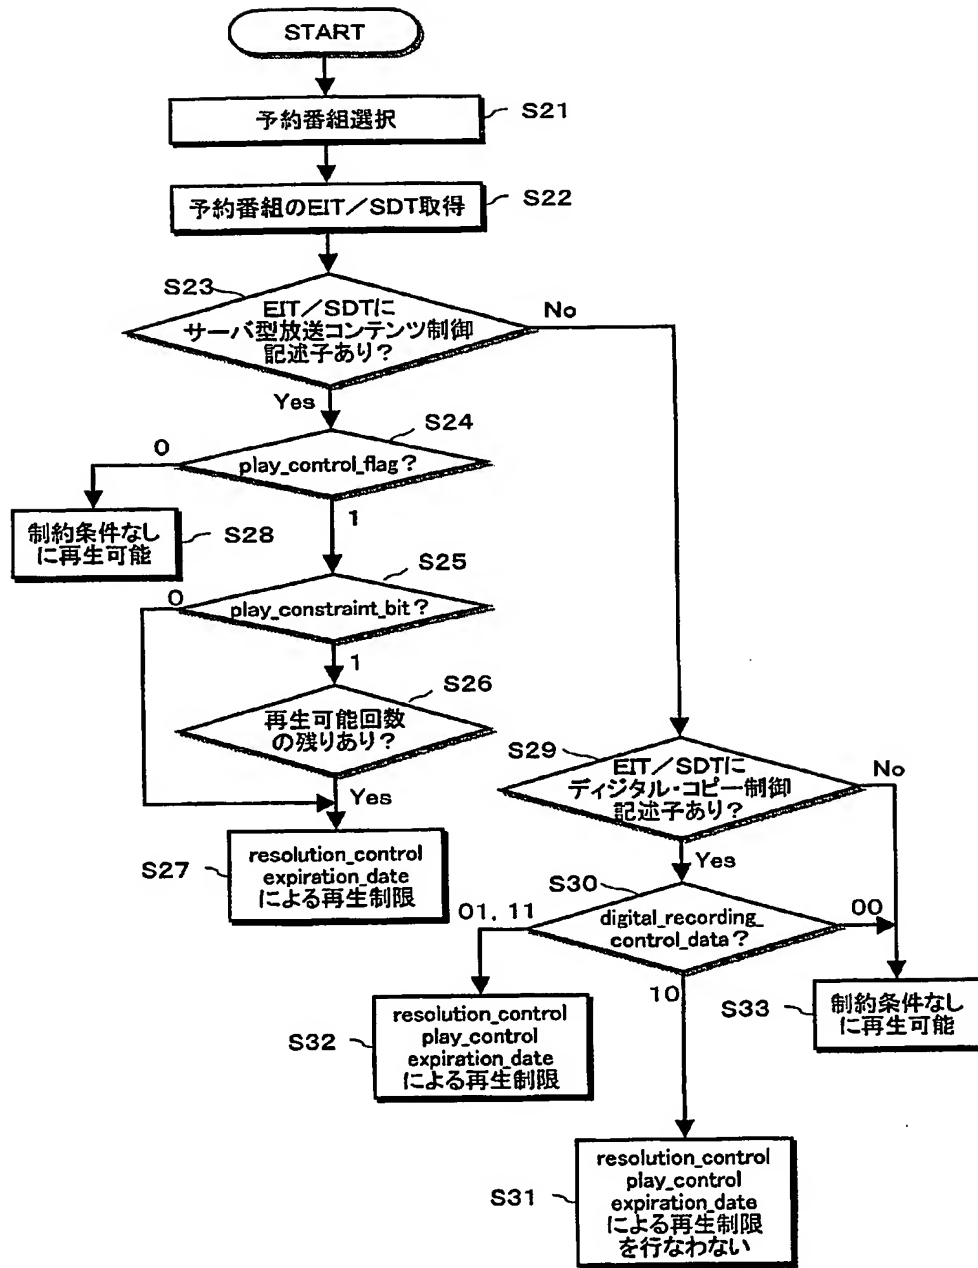 START
予約番組選択
S21
予約番組のEIT/SDT取得
S22
S23
EIT/SDTに
サーバ型放送コンテンツ制御
記述子あり?
No
Yes
S24
0
play_control_flag?
1
制約条件なし
に再生可能
S28
S25
0
play_constraint_bit?
1
S26
再生可能回数
の残りあり?
Yes
S27
resolution_control
expiration_date
による再生制限
S29
EIT/SDTに
ディジタル・コピー制御
記述子あり?
No
Yes
S30
01, 11
digital_recording_
control_data?
00
10
S32
resolution_control
play_control
expiration_date
による再生制限
S33
制約条件なし
に再生可能
S31
resolution_control
play_control
expiration_date
による再生制限
を行なわない